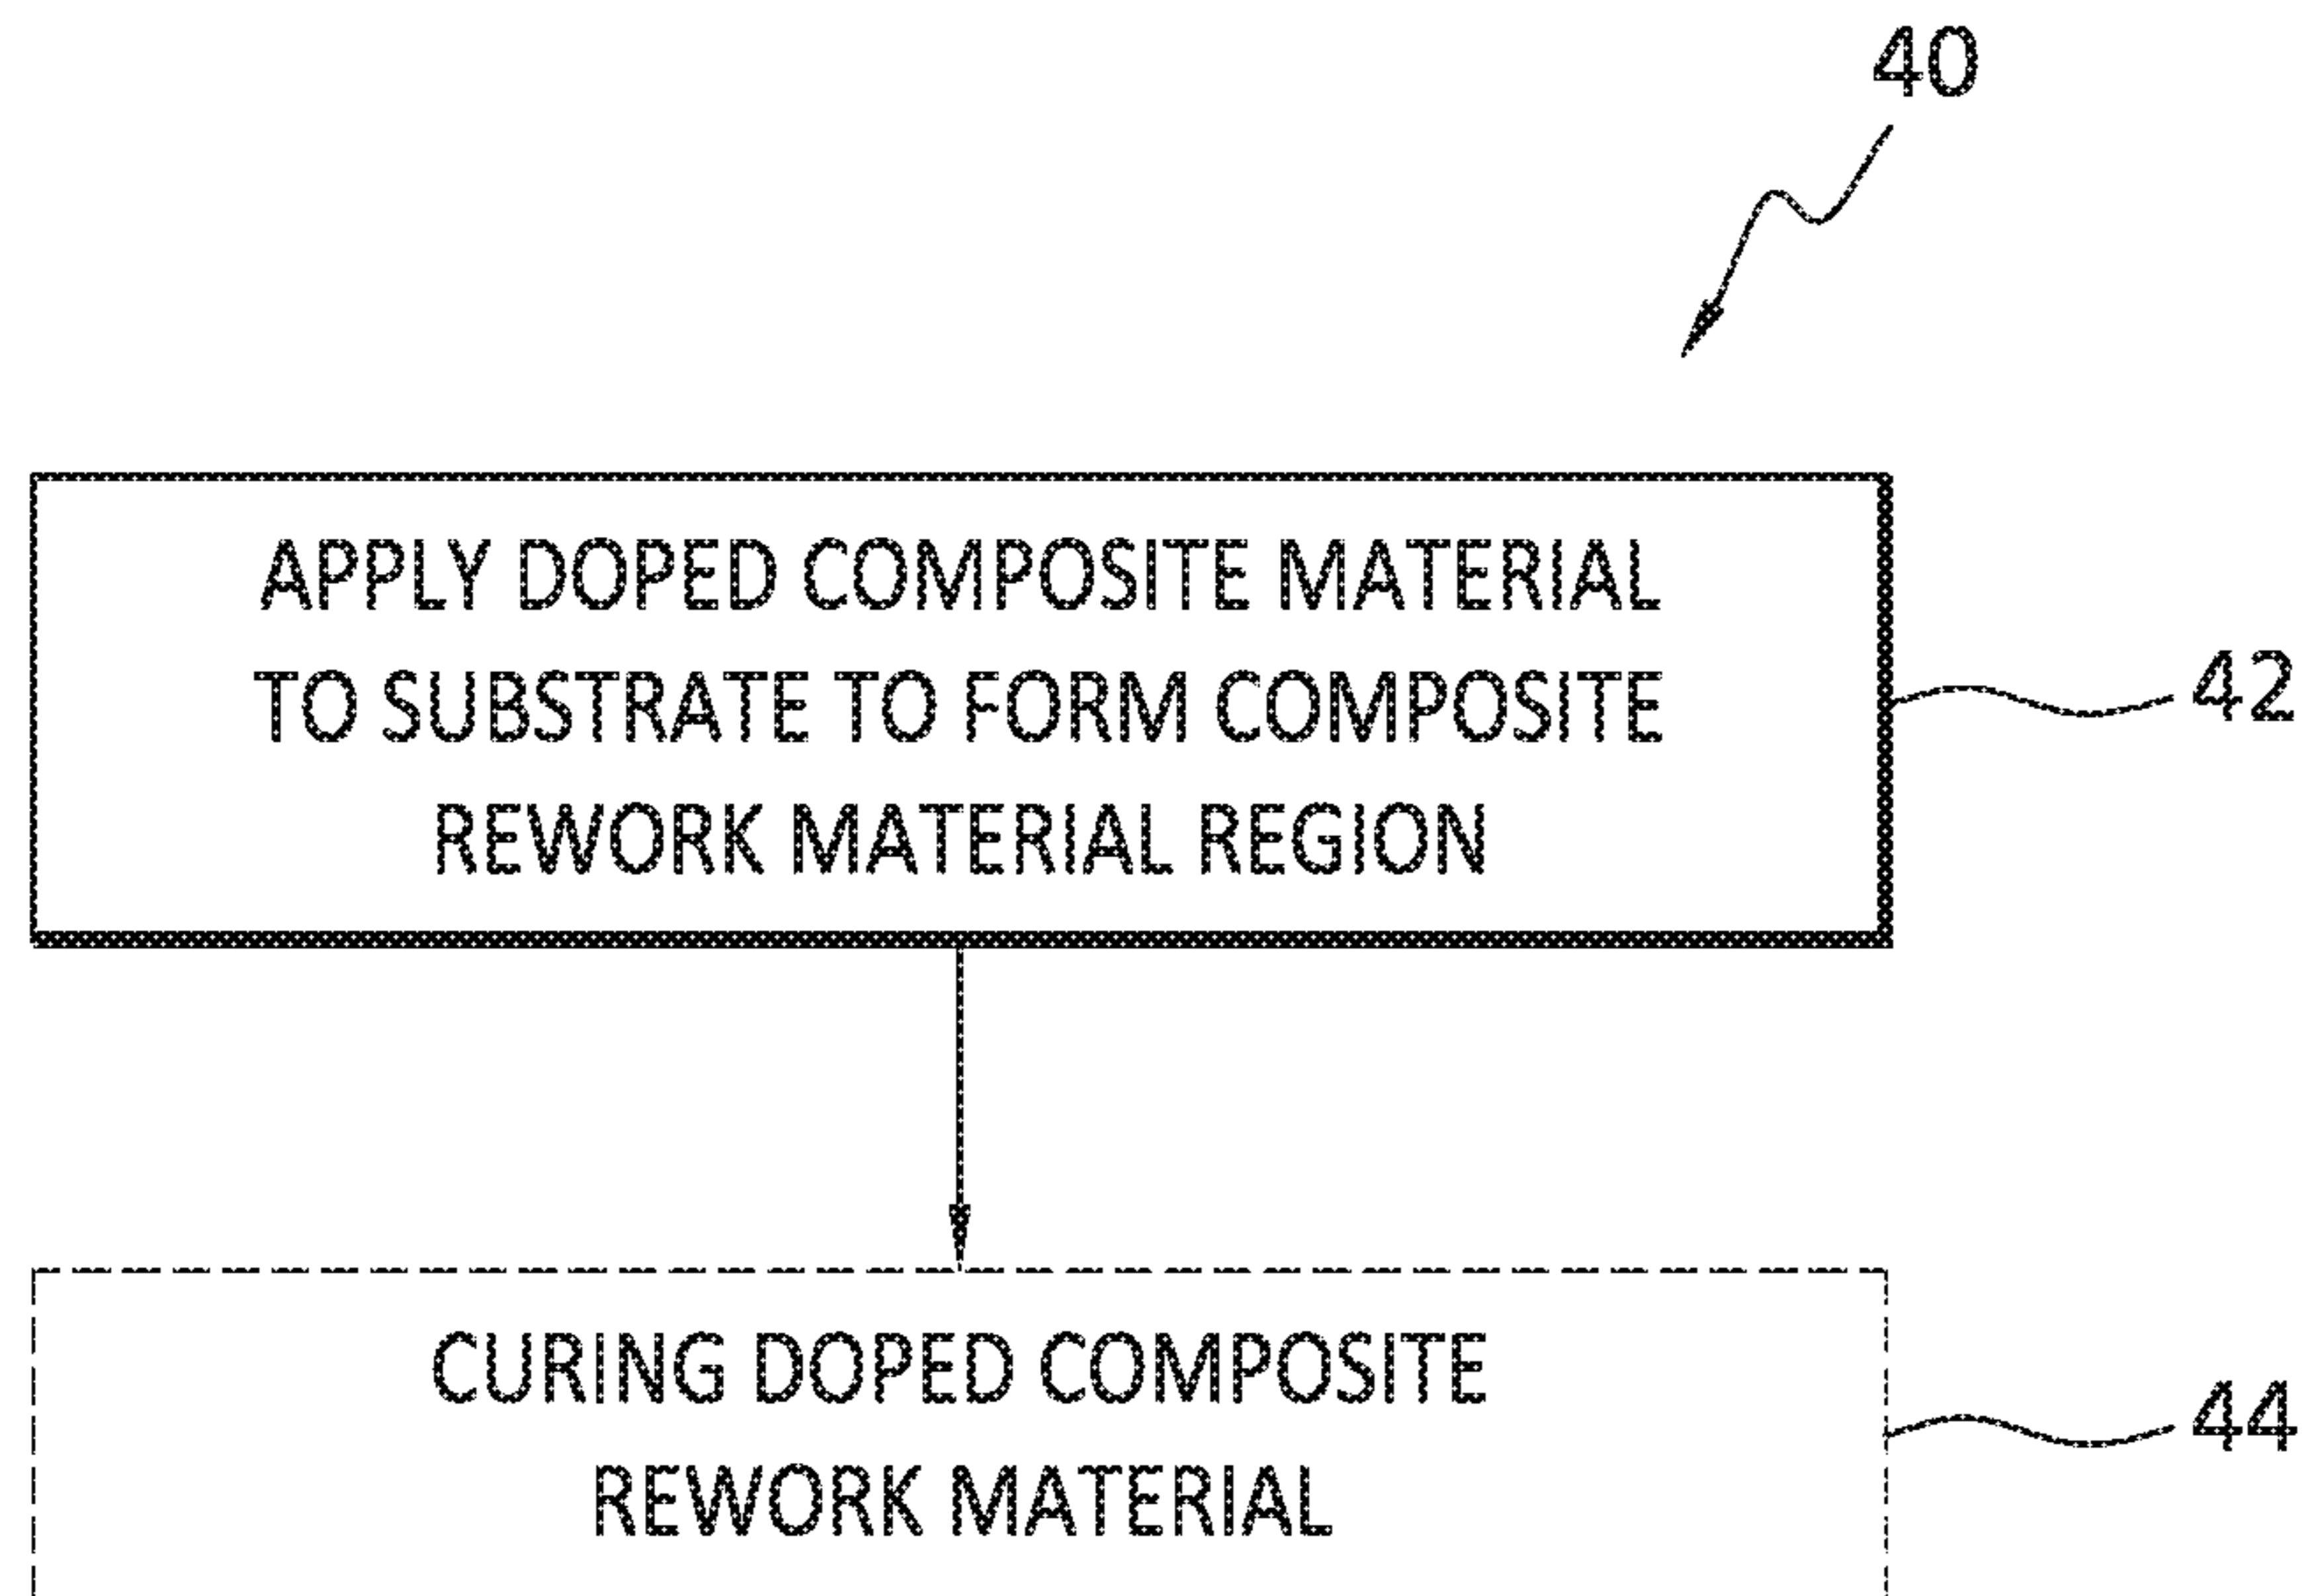 40
APPLY DOPED COMPOSITE MATERIAL
TO SUBSTRATE TO FORM COMPOSITE
REWORK MATERIAL REGION
42
CURING DOPED COMPOSITE
REWORK MATERIAL
44